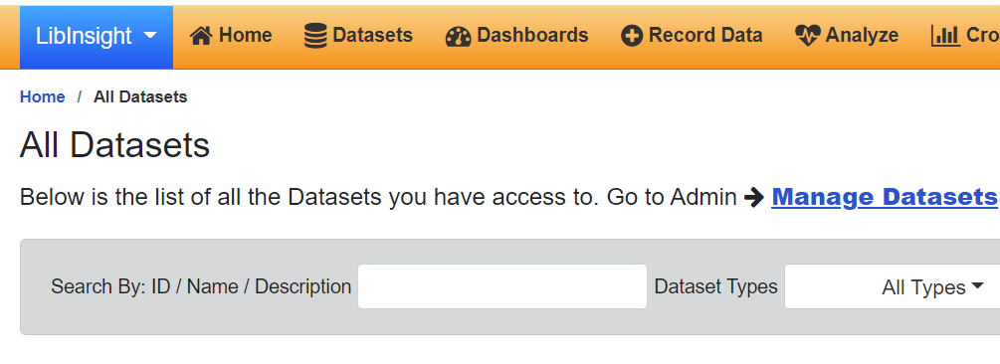 LibInsight Home Datasets Dashboards Record Data Analyze Cro
Home / All Datasets
All Datasets
Below is the list of all the Datasets you have access to. Go to Admin → Manage Datasets
Search By: ID / Name / Description Dataset Types All Types